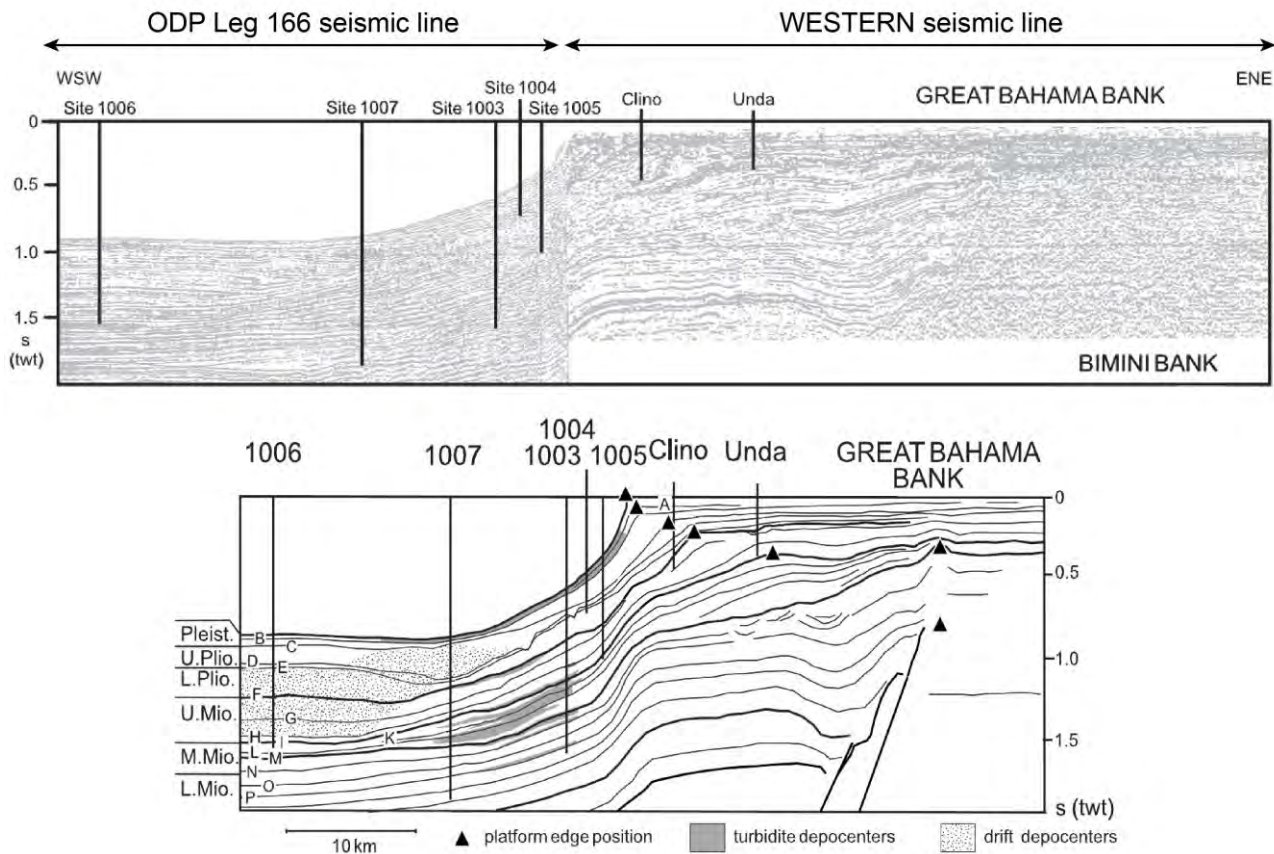 ODP Leg 166 seismic line
WESTERN seismic line
WSW
ENE
Site 1006
Site 1007
Site 1003
Site 1004
Site 1005
Clino
Unda
GREAT BAHAMA BANK
0
0.5
1.0
1.5
s
(twt)
BIMINI BANK
1006
1007
1004
1003
1005
Clino
Unda
GREAT BAHAMA
BANK
A
0
0.5
1.0
1.5
s (twt)
Pleist.
U.Plio.
L.Plio.
U.Mio.
M.Mio.
L.Mio.
B
C
D
E
F
G
H
I
K
L
M
N
O
P
10 km
platform edge position
turbidite depocenters
drift depocenters